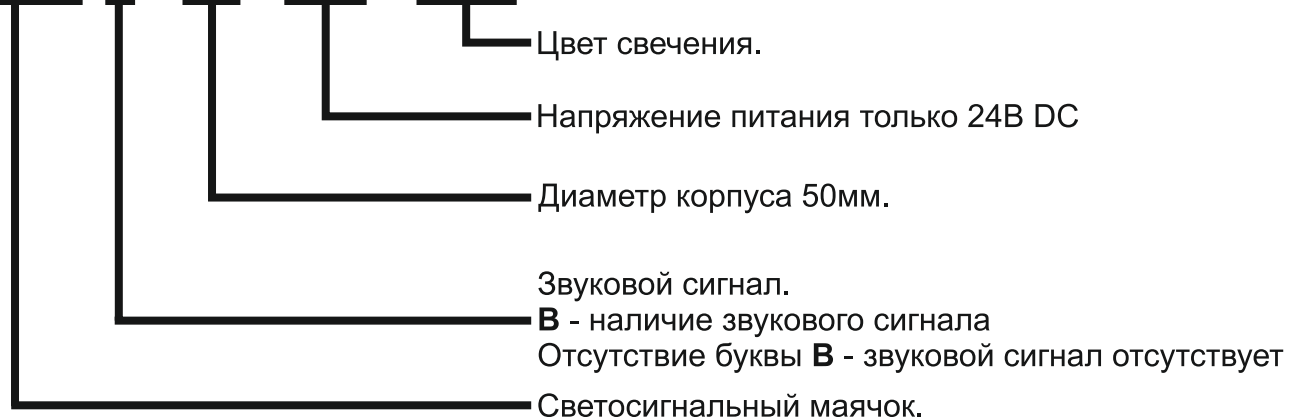 Цвет свечения.
Напряжение питания только 24В DC
Диаметр корпуса 50мм.
Звуковой сигнал.
В - наличие звукового сигнала
Отсутствие буквы В - звуковой сигнал отсутствует
Светосигнальный маячок.